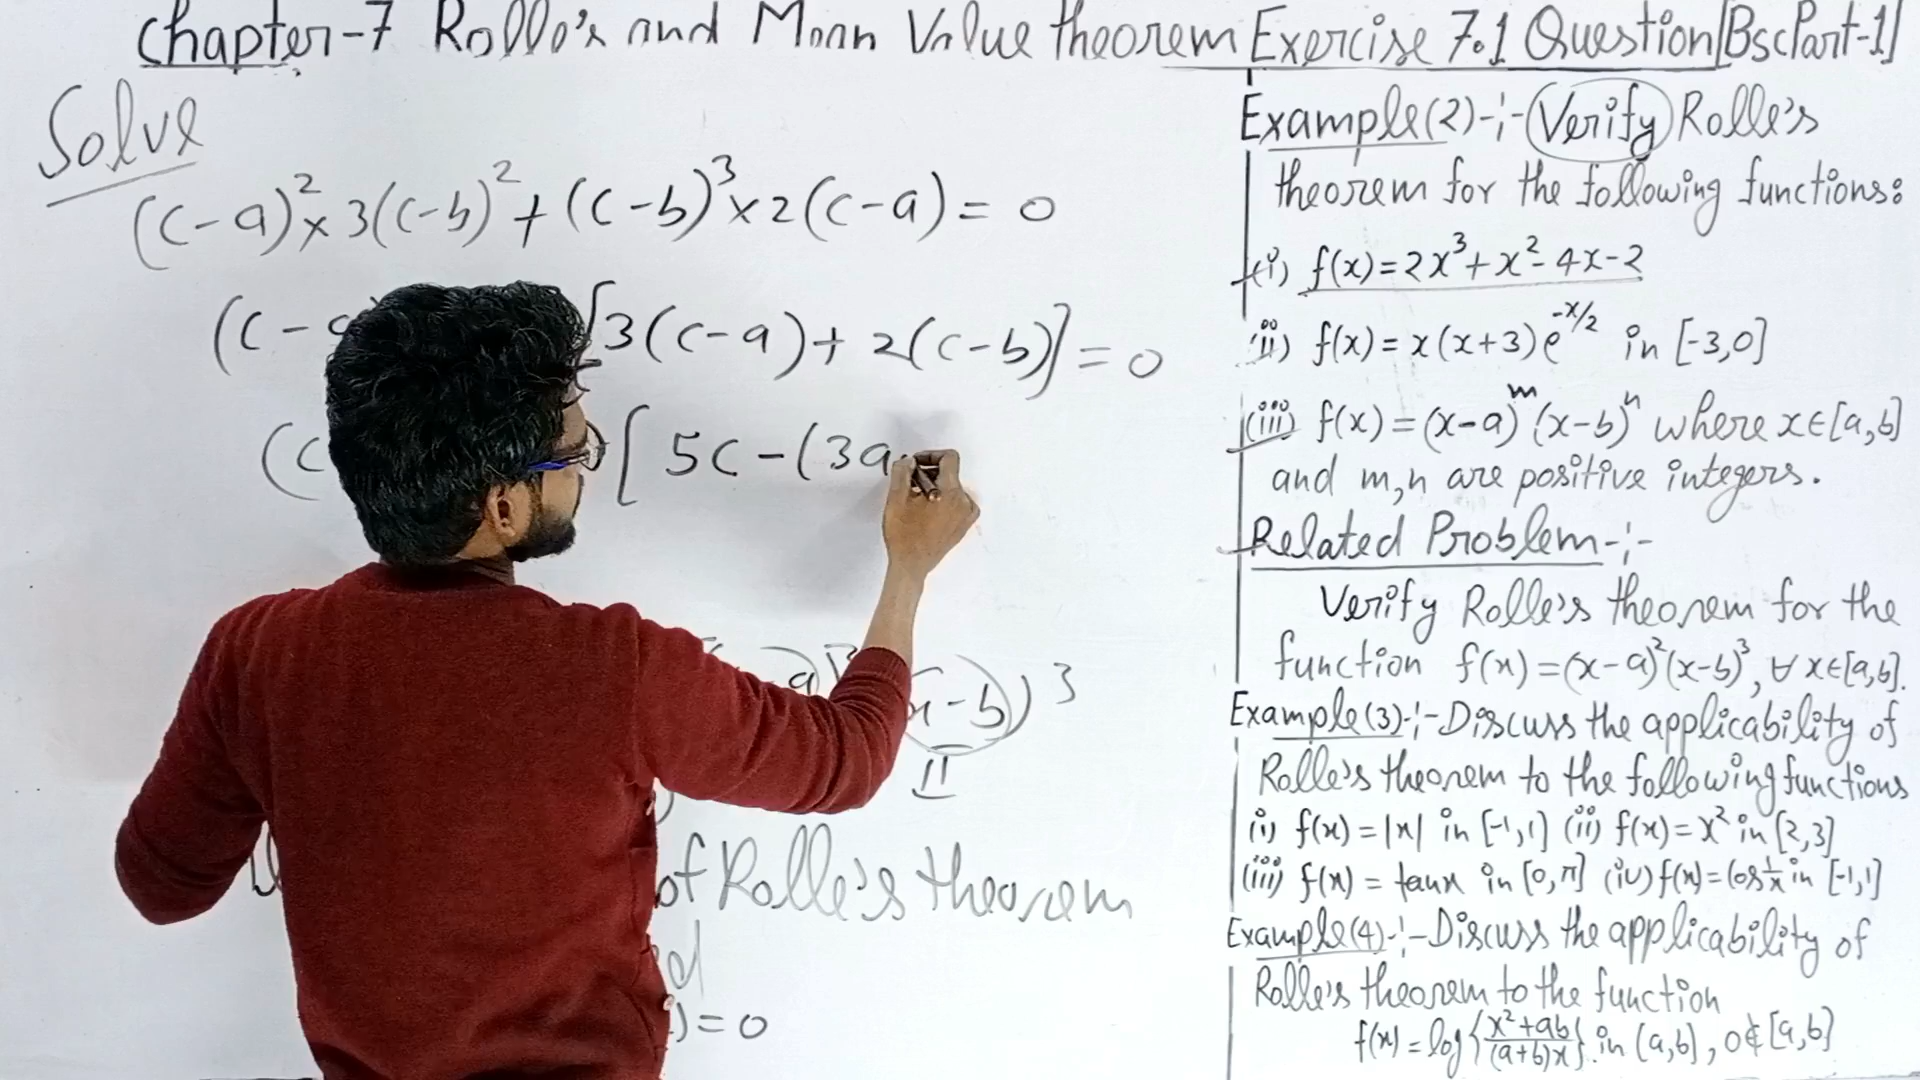 Chapter-7 Rolle's and Mean Value theorem Exercise 7.1 Question [Bsc Part-1]
Solve
(c-a)²×3(c-b)²+(c-b)³×2(c-a)=0
(c- [3(c-a)+2(c-b)]=0
(c [5c-(3a
a) -b)³
II
of Rolle's theorem
)=0
Example(2)-:-Verify Rolle's
theorem for the following functions:
(i) f(x)=2x³+x²-4x-2
(ii) f(x)=x(x+3)e^-x/2 in [-3,0]
(iii) f(x)=(x-a)^m (x-b)^n where x∈[a,b]
and m,n are positive integers.
Related Problem-:-
Verify Rolle's theorem for the
function f(x)=(x-a)²(x-b)³, ∀ x∈[a,b].
Example(3)-:-Discuss the applicability of
Rolle's theorem to the following functions
(i) f(x)=|x| in [-1,1] (ii) f(x)=x² in [2,3]
(iii) f(x)=tanx in [0,π] (iv) f(x)=cos 1/x in [-1,1]
Example(4)-:-Discuss the applicability of
Rolle's theorem to the function
f(x)=log{x²+ab/(a+b)x} in [a,b], 0∉[a,b]